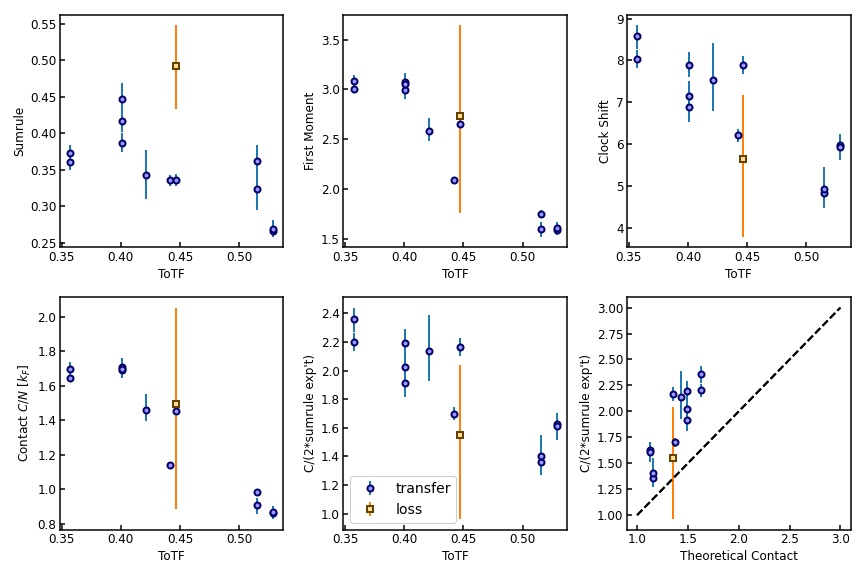 0.55
0.50
0.45
0.40
0.35
0.30
0.25
Sumrule
0.35 0.40 0.45 0.50
ToTF
3.5
3.0
2.5
2.0
1.5
First Moment
0.35 0.40 0.45 0.50
ToTF
9
8
7
6
5
4
Clock Shift
0.35 0.40 0.45 0.50
ToTF
2.0
1.8
1.6
1.4
1.2
1.0
0.8
Contact C/N [k_F]
0.35 0.40 0.45 0.50
ToTF
2.4
2.2
2.0
1.8
1.6
1.4
1.2
1.0
C/(2*sumrule exp't)
transfer
loss
0.35 0.40 0.45 0.50
ToTF
3.00
2.75
2.50
2.25
2.00
1.75
1.50
1.25
1.00
C/(2*sumrule exp't)
1.0 1.5 2.0 2.5 3.0
Theoretical Contact